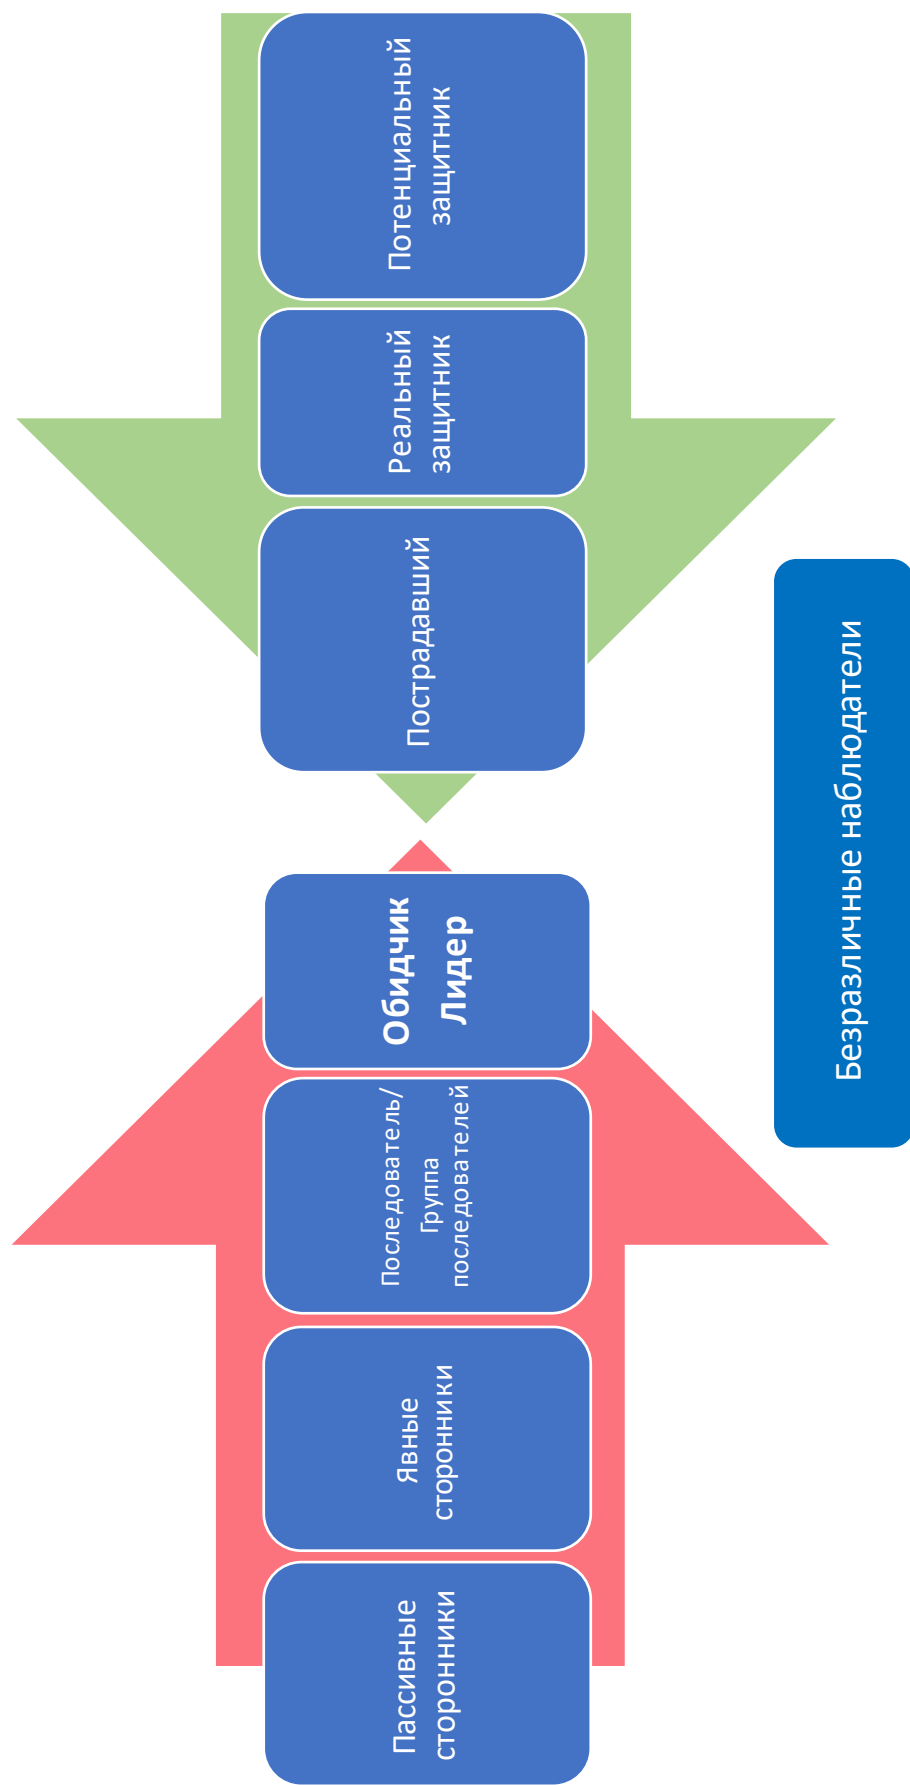 Пассивные
сторонники
Явные
сторонники
Последователь/
Группа
последователей
Обидчик
Лидер
Пострадавший
Реальный
защитник
Потенциальный
защитник
Безразличные наблюдатели